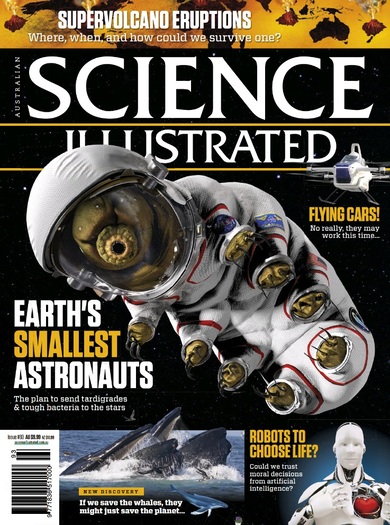 SUPERVOLCANO ERUPTIONS
Where, when, and how could we survive one?
AUSTRALIAN
SCIENCE
ILLUSTRATED
FLYING CARS!
No really, they may
work this time...
EARTH'S
SMALLEST
ASTRONAUTS
The plan to send tardigrades
& tough bacteria to the stars
NEW DISCOVERY
If we save the whales, they
might just save the planet...
ROBOTS TO
CHOOSE LIFE?
Could we trust
moral decisions
from artificial
intelligence?